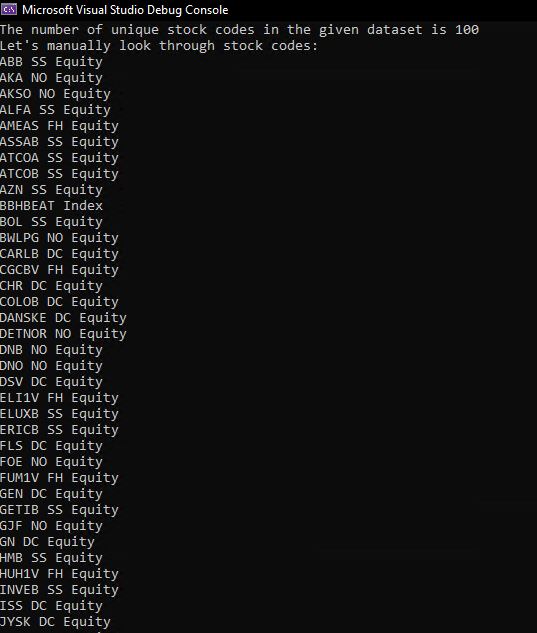 Microsoft Visual Studio Debug Console
The number of unique stock codes in the given dataset is 100
Let's manually look through stock codes:
ABB SS Equity
AKA NO Equity
AKSO NO Equity
ALFA SS Equity
AMEAS FH Equity
ASSAB SS Equity
ATCOA SS Equity
ATCOB SS Equity
AZN SS Equity
BBHBEAT Index
BOL SS Equity
BWLPG NO Equity
CARLB DC Equity
CGCBV FH Equity
CHR DC Equity
COLOB DC Equity
DANSKE DC Equity
DETNOR NO Equity
DNB NO Equity
DNO NO Equity
DSV DC Equity
ELI1V FH Equity
ELUXB SS Equity
ERICB SS Equity
FLS DC Equity
FOE NO Equity
FUM1V FH Equity
GEN DC Equity
GETIB SS Equity
GJF NO Equity
GN DC Equity
HMB SS Equity
HUH1V FH Equity
INVEB SS Equity
ISS DC Equity
JYSK DC Equity